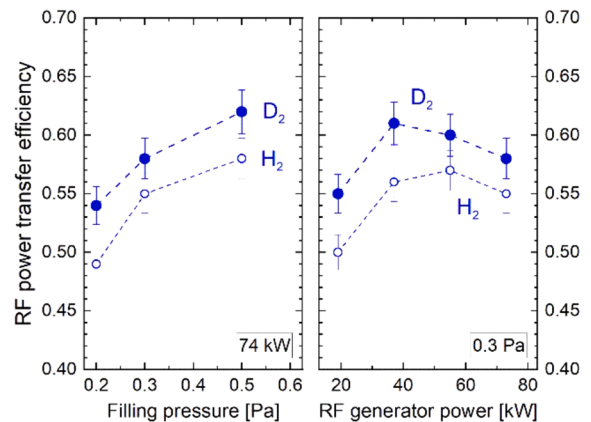 RF power transfer efficiency
0.70
0.65
0.60
0.55
0.50
0.45
0.40
D₂
H₂
74 kW
0.2 0.3 0.4 0.5 0.6
Filling pressure [Pa]
D₂
H₂
0.3 Pa
20 40 60 80
RF generator power [kW]
0.70
0.65
0.60
0.55
0.50
0.45
0.40